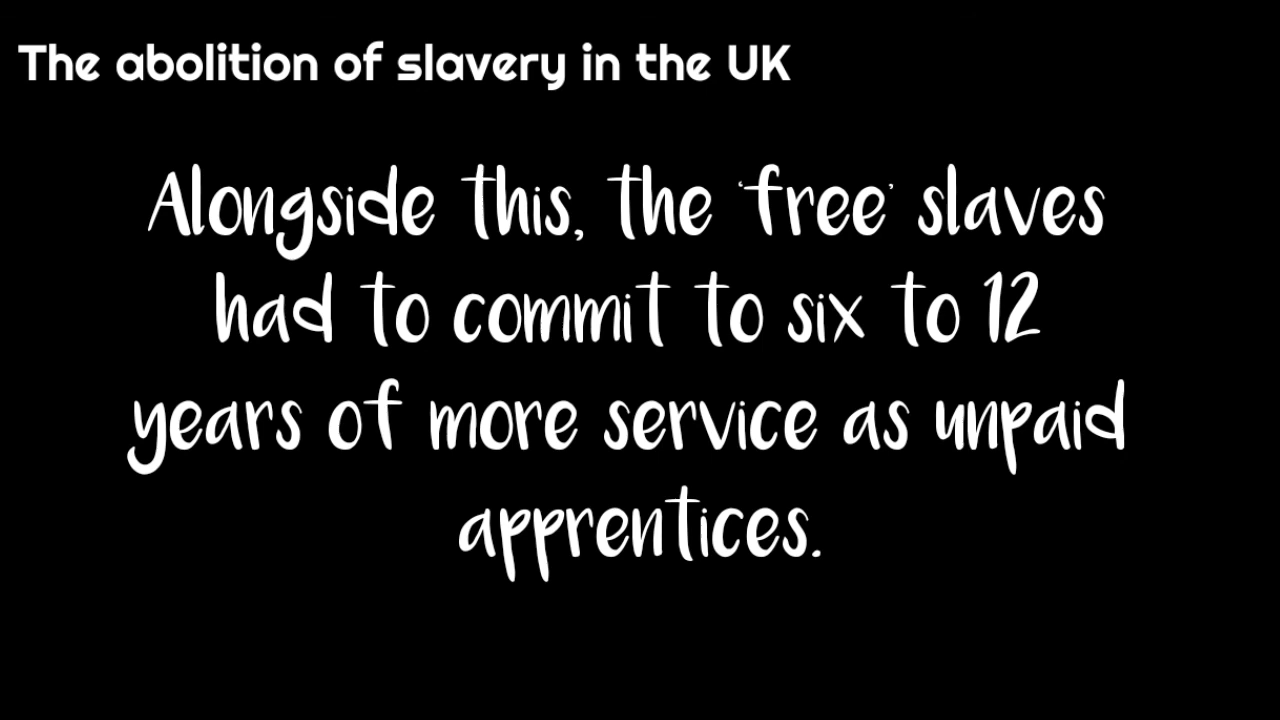 The abolition of slavery in the UK
Alongside this, the ‘free’ slaves
had to commit to six to 12
years of more service as unpaid
apprentices.